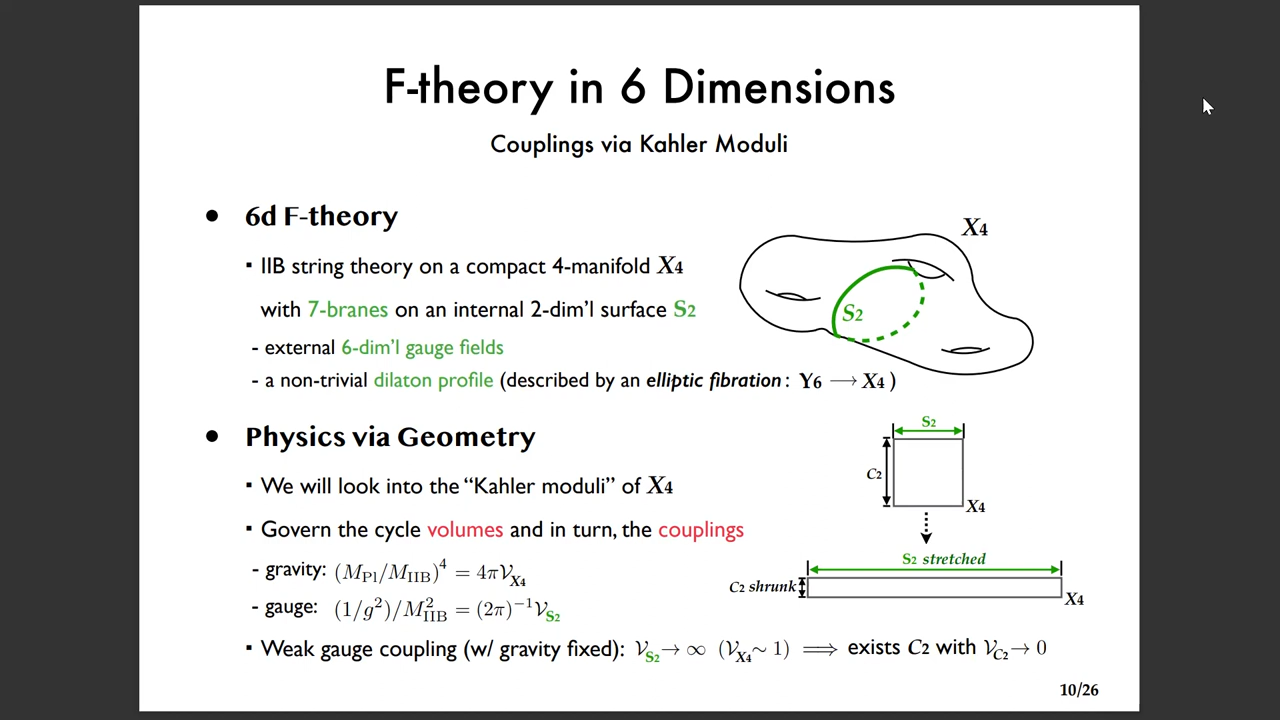 F-theory in 6 Dimensions
Couplings via Kahler Moduli
• 6d F-theory
▪ IIB string theory on a compact 4-manifold X4
with 7-branes on an internal 2-dim'l surface S2
- external 6-dim'l gauge fields
- a non-trivial dilaton profile (described by an elliptic fibration: Y6 ⟶ X4 )
X4
S2
• Physics via Geometry
▪ We will look into the “Kahler moduli” of X4
▪ Govern the cycle volumes and in turn, the couplings
- gravity: (M_Pl/M_IIB)^4 = 4π𝒱_X4
- gauge: (1/g^2)/M_IIB^2 = (2π)^−1 𝒱_S2
▪ Weak gauge coupling (w/ gravity fixed): 𝒱_S2 → ∞ (𝒱_X4 ~ 1) ⟹ exists C2 with 𝒱_C2 → 0
S2
C2
X4
S2 stretched
C2 shrunk
X4
10/26